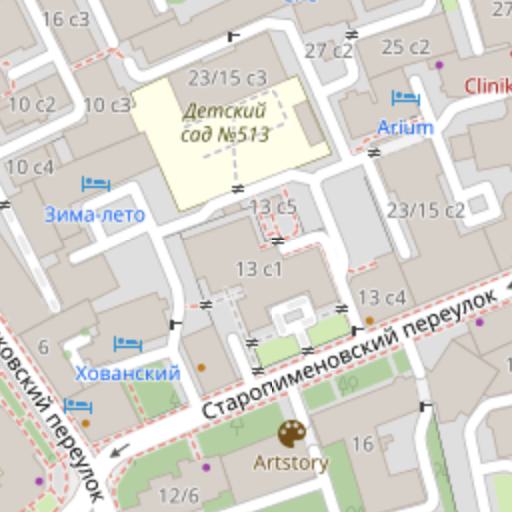 16 с3
27 с2
25 с2
23/15 с3
Clinik
10 с2
10 с3
Детский
сад №513
Arium
10 с4
Зима-лето
13 с5
23/15 с2
13 с1
13 с4
6
Хованский
Старопименовский переулок
ковский переулок
16
Artstory
12/6